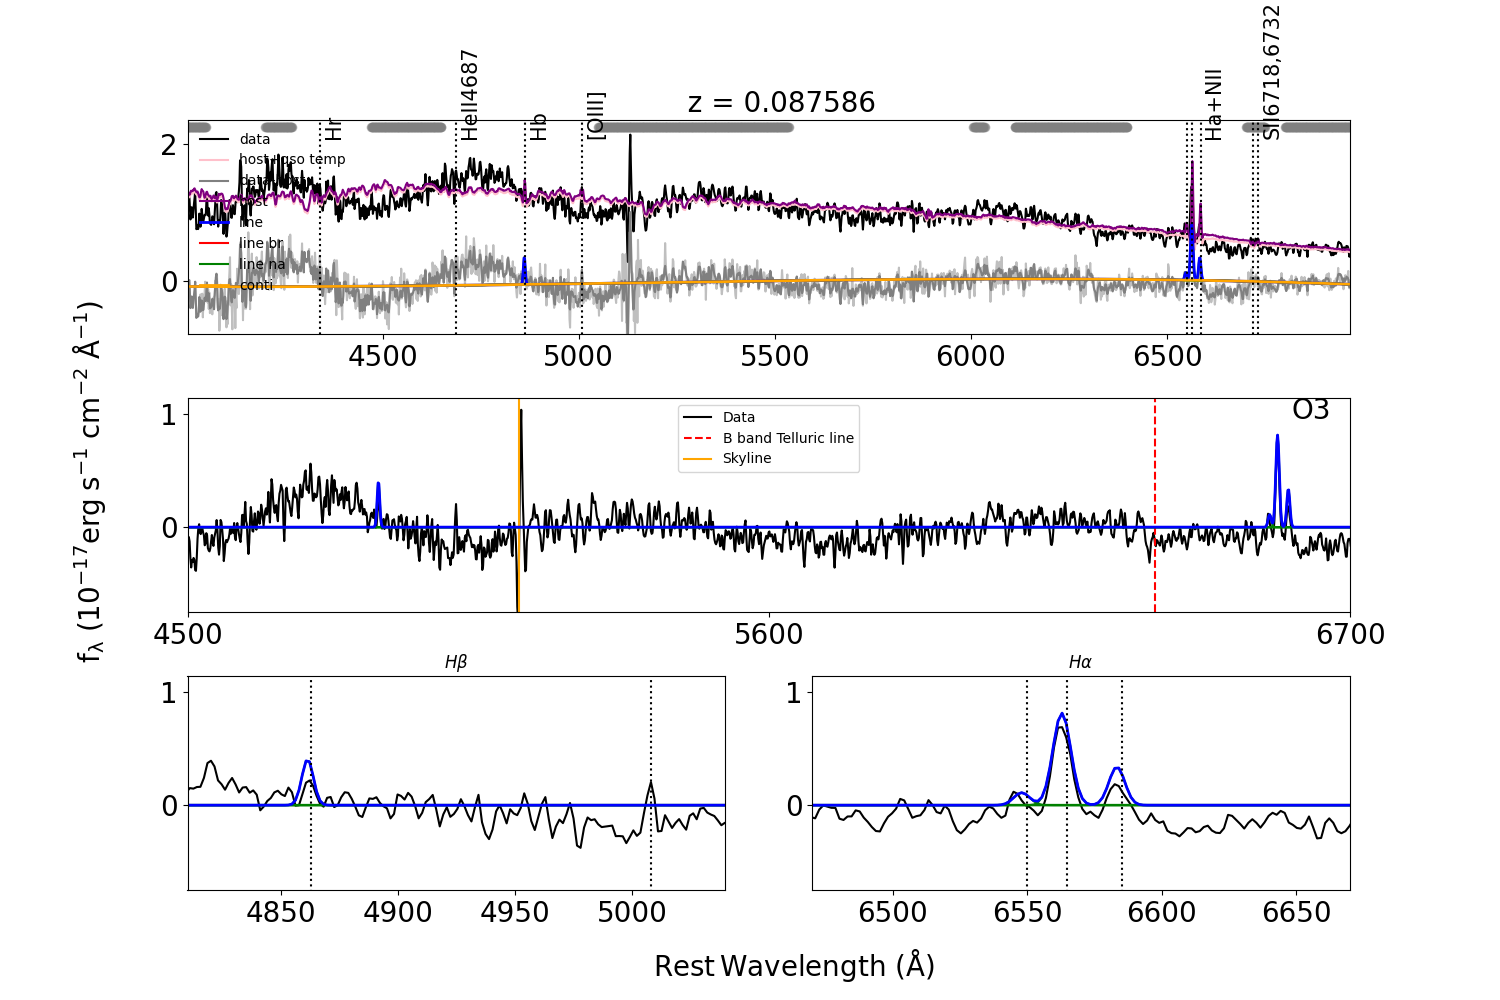 z = 0.087586
Hr
HeII4687
Hb
[OIII]
Ha+NII
SII6718,6732
data
host+qso temp
data-host
host
line
line br
line na
conti
2
0
4500
5000
5500
6000
6500
O3
Data
B band Telluric line
Skyline
1
0
4500
5600
6700
fλ (10⁻¹⁷erg s⁻¹ cm⁻² Å⁻¹)
Hβ
1
0
4850
4900
4950
5000
Hα
1
0
6500
6550
6600
6650
Rest Wavelength (Å)